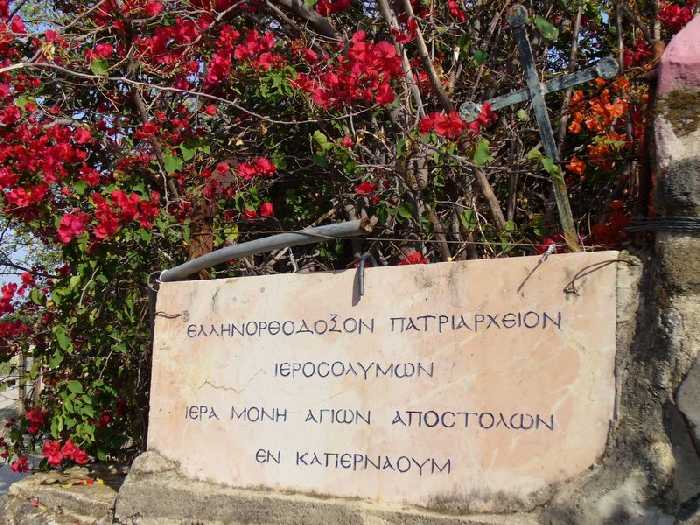 ΕΛΛΗΝΟΡΘΟΔΟΞΟΝ ΠΑΤΡΙΑΡΧΕΙΟΝ
ΙΕΡΟΣΟΛΥΜΩΝ
ΙΕΡΑ ΜΟΝΗ ΑΓΙΩΝ ΑΠΟΣΤΟΛΩΝ
ΕΝ ΚΑΠΕΡΝΑΟΥΜ